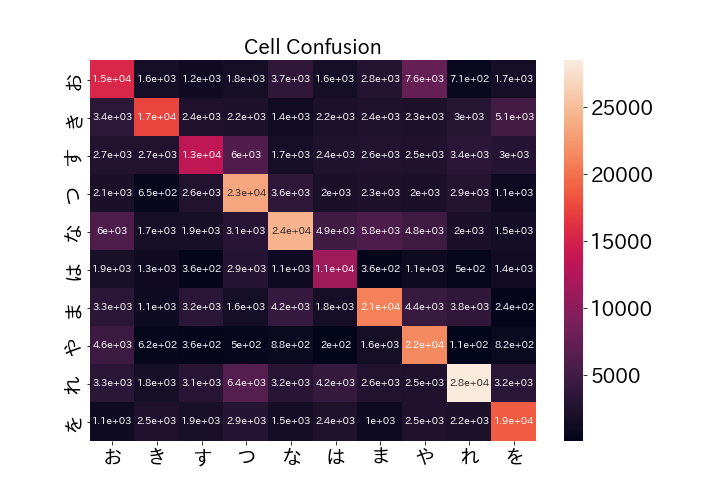 Cell Confusion
お 1.5e+04 1.6e+03 1.2e+03 1.8e+03 3.7e+03 1.6e+03 2.8e+03 7.6e+03 7.1e+02 1.7e+03
き 3.4e+03 1.7e+04 2.4e+03 2.2e+03 1.4e+03 2.2e+03 2.4e+03 2.3e+03 3e+03 5.1e+03
す 2.7e+03 2.7e+03 1.3e+04 6e+03 1.7e+03 2.4e+03 2.6e+03 2.5e+03 3.4e+03 3e+03
つ 2.1e+03 6.5e+02 2.6e+03 2.3e+04 3.6e+03 2e+03 2.3e+03 2e+03 2.9e+03 1.1e+03
な 6e+03 1.7e+03 1.9e+03 3.1e+03 2.4e+04 4.9e+03 5.8e+03 4.8e+03 2e+03 1.5e+03
は 1.9e+03 1.3e+03 3.6e+02 2.9e+03 1.1e+03 1.1e+04 3.6e+02 1.1e+03 5e+02 1.4e+03
ま 3.3e+03 1.1e+03 3.2e+03 1.6e+03 4.2e+03 1.8e+03 2.1e+04 4.4e+03 3.8e+03 2.4e+02
や 4.6e+03 6.2e+02 3.6e+02 5e+02 8.8e+02 2e+02 1.6e+03 2.2e+04 1.1e+02 8.2e+02
れ 3.3e+03 1.8e+03 3.1e+03 6.4e+03 3.2e+03 4.2e+03 2.6e+03 2.5e+03 2.8e+04 3.2e+03
を 1.1e+03 2.5e+03 1.9e+03 2.9e+03 1.5e+03 2.4e+03 1e+03 2.5e+03 2.2e+03 1.9e+04
お き す つ な は ま や れ を
25000
20000
15000
10000
5000